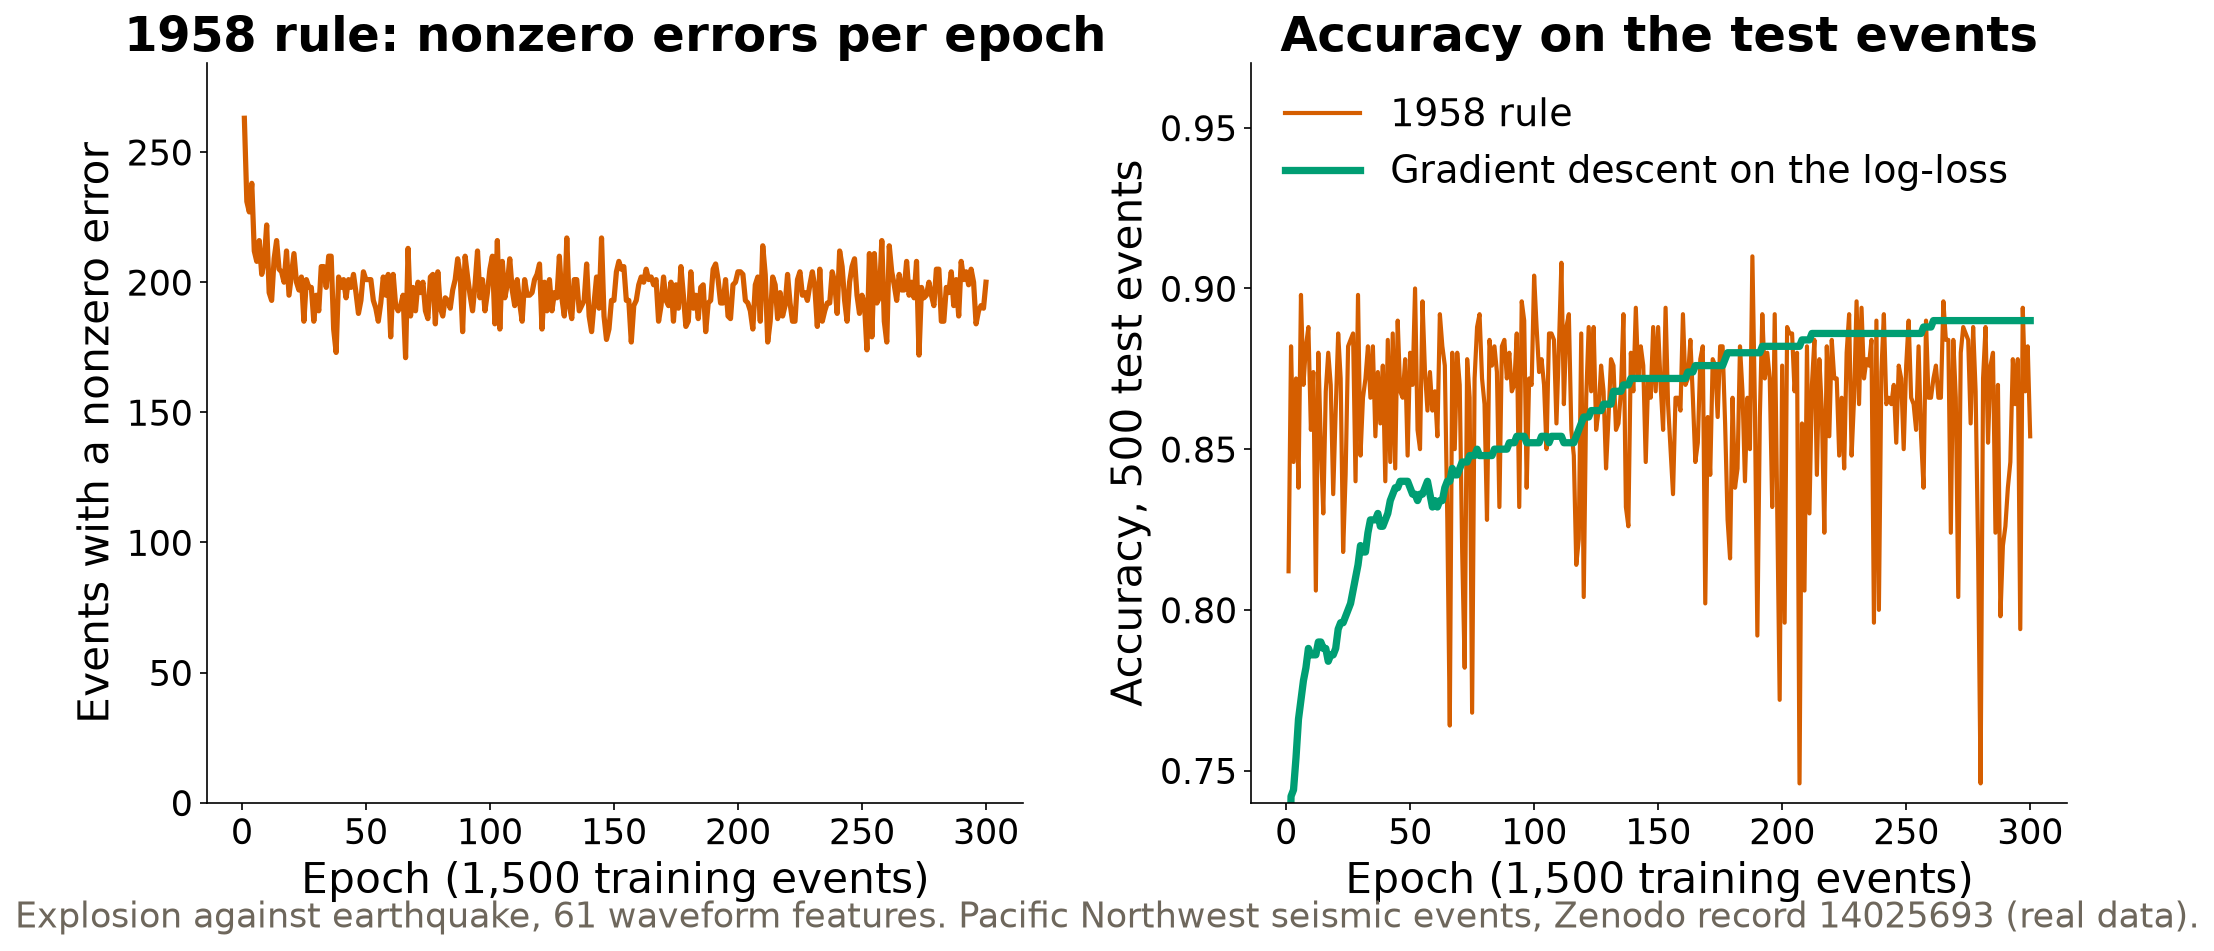 1958 rule: nonzero errors per epoch
Events with a nonzero error
250
200
150
100
50
0
0 50 100 150 200 250 300
Epoch (1,500 training events)
Accuracy on the test events
1958 rule
Gradient descent on the log-loss
Accuracy, 500 test events
0.95
0.90
0.85
0.80
0.75
0 50 100 150 200 250 300
Epoch (1,500 training events)
Explosion against earthquake, 61 waveform features. Pacific Northwest seismic events, Zenodo record 14025693 (real data).